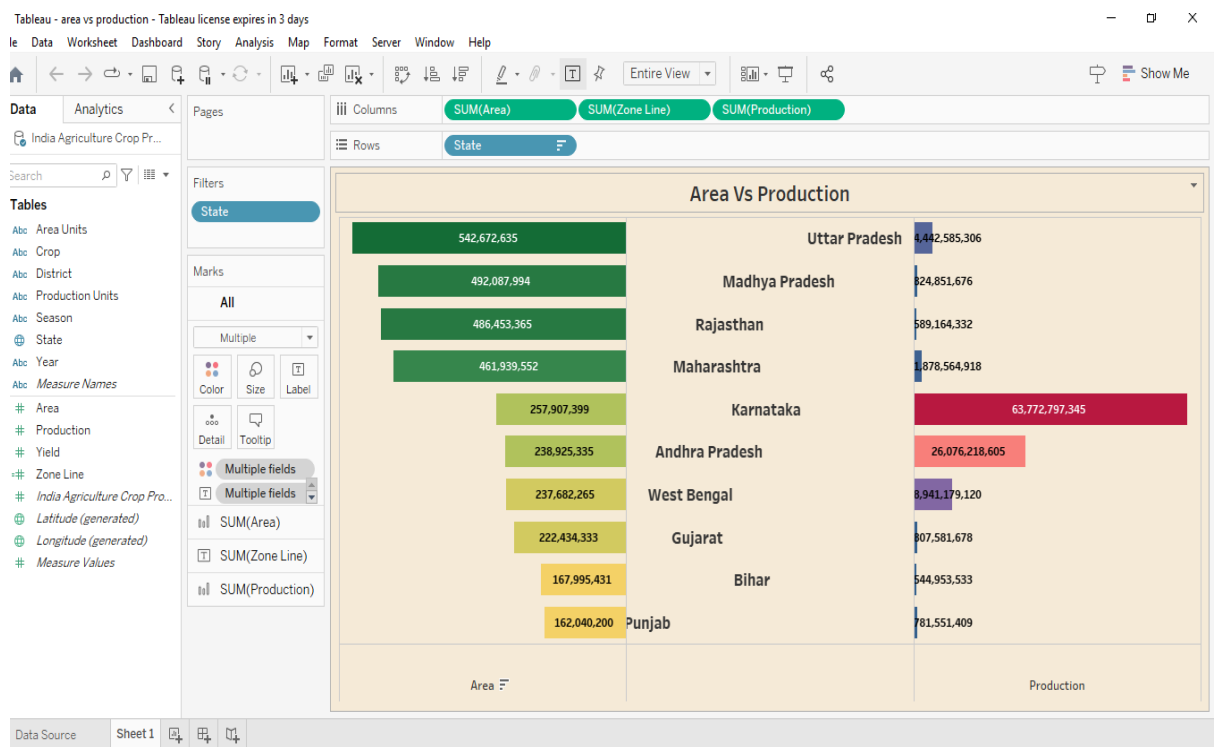 Tableau - area vs production - Tableau license expires in 3 days
le Data Worksheet Dashboard Story Analysis Map Format Server Window Help
Entire View
Show Me
Data Analytics
India Agriculture Crop Pr...
Search
Tables
Abc Area Units
Abc Crop
Abc District
Abc Production Units
Abc Season
State
Abc Year
Abc Measure Names
# Area
# Production
# Yield
=# Zone Line
# India Agriculture Crop Pro...
Latitude (generated)
Longitude (generated)
# Measure Values
Pages
Filters
State
Marks
All
Multiple
Color Size Label
Detail Tooltip
Multiple fields
Multiple fields
SUM(Area)
SUM(Zone Line)
SUM(Production)
iii Columns SUM(Area) SUM(Zone Line) SUM(Production)
Rows State
Area Vs Production
542,672,635 Uttar Pradesh 4,442,585,306
492,087,994 Madhya Pradesh 824,851,676
486,453,365 Rajasthan 589,164,332
461,939,552 Maharashtra 1,878,564,918
257,907,399 Karnataka 63,772,797,345
238,925,335 Andhra Pradesh 26,076,218,605
237,682,265 West Bengal 8,941,179,120
222,434,333 Gujarat 807,581,678
167,995,431 Bihar 544,953,533
162,040,200 Punjab 781,551,409
Area Production
Data Source Sheet 1